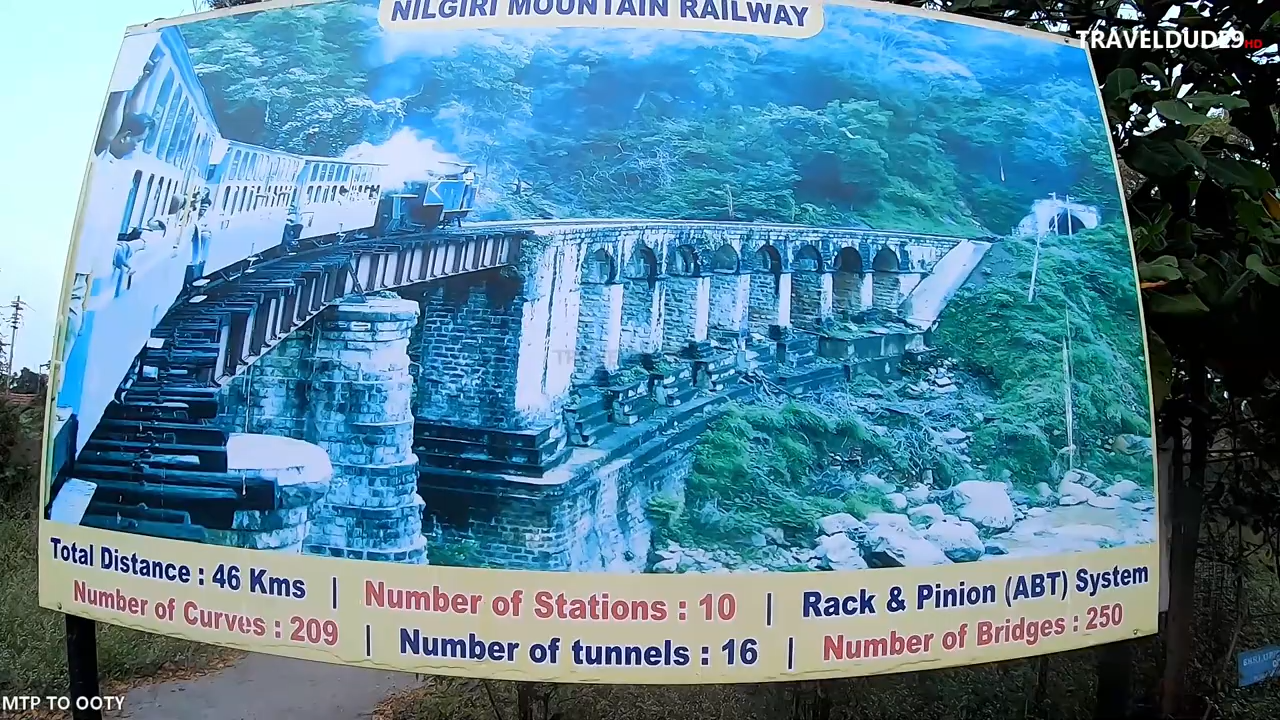 NILGIRI MOUNTAIN RAILWAY
TRAVELDUDE9 HD
Total Distance : 46 Kms | Number of Stations : 10 | Rack & Pinion (ABT) System
Number of Curves : 209 | Number of tunnels : 16 | Number of Bridges : 250
MTP TO OOTY